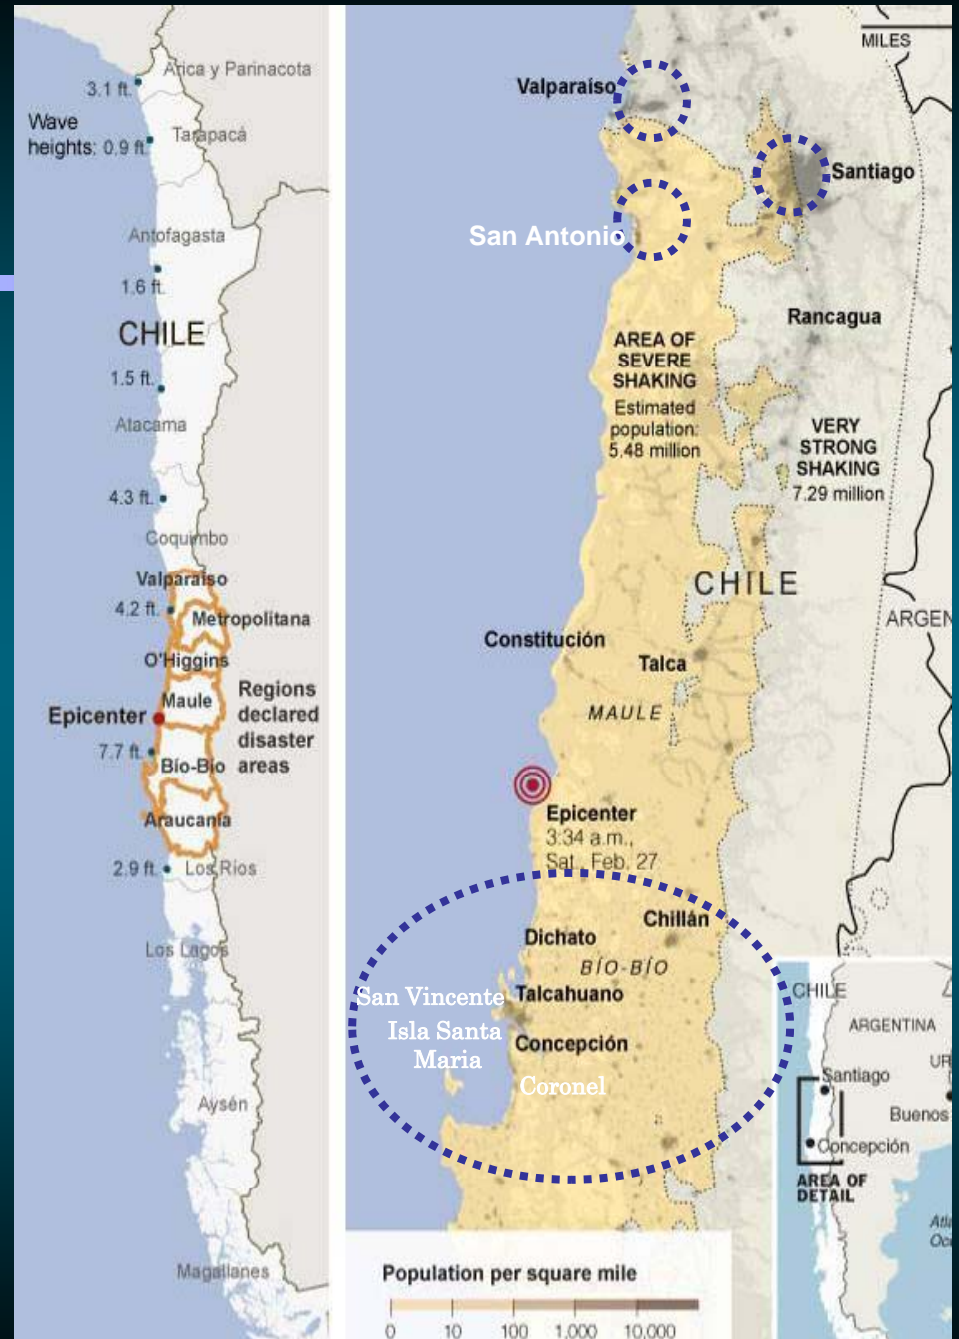 Arica y Parinacota
3.1 ft.
Wave
heights: 0.9 ft.
Tarapacá
Antofagasta
1.6 ft.
CHILE
1.5 ft.
Atacama
4.3 ft.
Coquimbo
Valparaíso
4.2 ft.
Metropolitana
O'Higgins
Maule
Regions
declared
disaster
areas
Epicenter
7.7 ft.
Bío-Bío
Araucanía
2.9 ft.
Los Ríos
Los Lagos
Aysén
Magallanes
MILES
Valparaíso
Santiago
San Antonio
Rancagua
AREA OF
SEVERE
SHAKING
Estimated
population:
5.48 million
VERY
STRONG
SHAKING
7.29 million
CHILE
ARGEN
Constitución
Talca
MAULE
Epicenter
3:34 a.m.,
Sat., Feb. 27
Chillán
Dichato
BÍO-BÍO
San Vincente
Talcahuano
Isla Santa
Maria
Concepción
Coronel
CHILE
ARGENTINA
UR
Santiago
Buenos
Concepción
AREA OF
DETAIL
Atla
Oc
Population per square mile
0 10 100 1,000 10,000